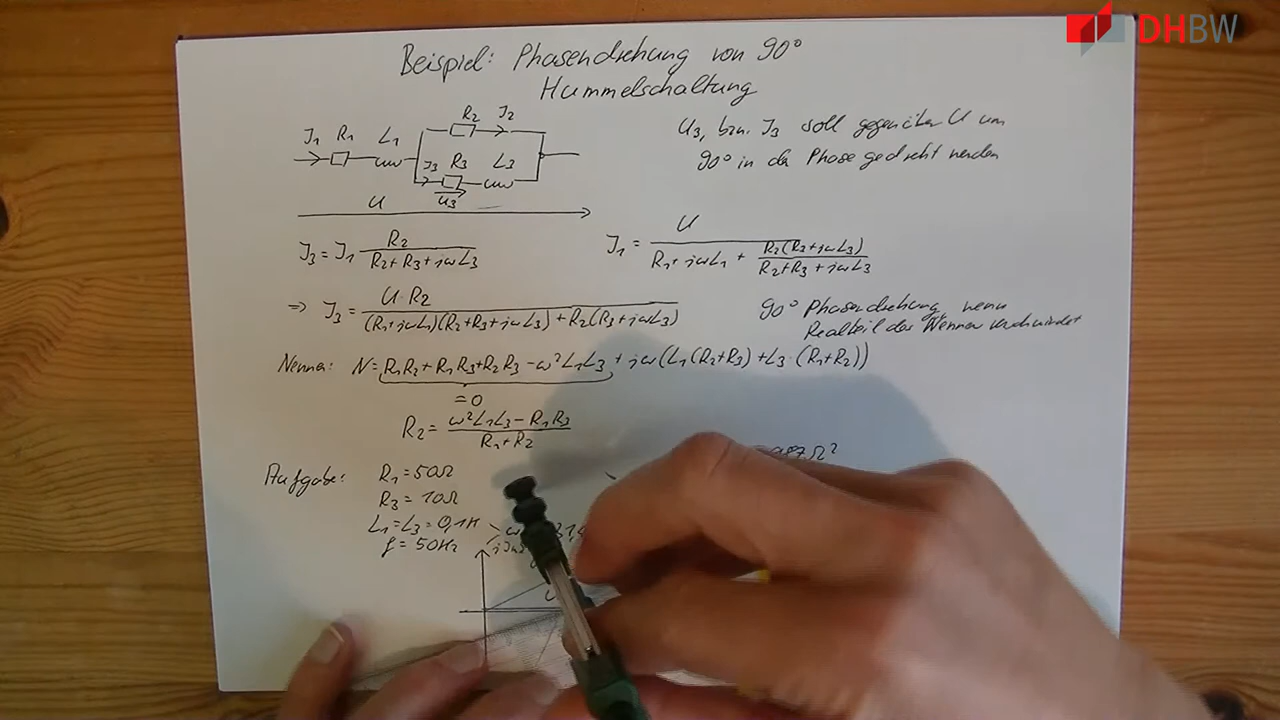 DHBW
Beispiel: Phasendrehung von 90°
Hummelschaltung
J1 R1 L1 R2 J2
J3 R3 L3
U3
U
U3, bzw. J3 soll gegenüber U um
90° in der Phase gedreht werden
J3 = J1 R2 / (R2+R3+jωL3)
J1 = U / (R1+jωL1 + R2(R3+jωL3) / (R2+R3+jωL3))
⇒ J3 = U·R2 / ((R1+jωL1)(R2+R3+jωL3)+R2(R3+jωL3))
90° Phasendrehung, wenn
Realteil des Nenners verschwindet
Nenner: N = R1R2+R1R3+R2R3-ω²L1L3 + jω(L1(R2+R3)+L3·(R1+R2))
=0
R2 = (ω²L1L3-R1R3) / (R1+R2)
Aufgabe: R1=50Ω
R3=10Ω
L1=L3=0,1H
f=50Hz